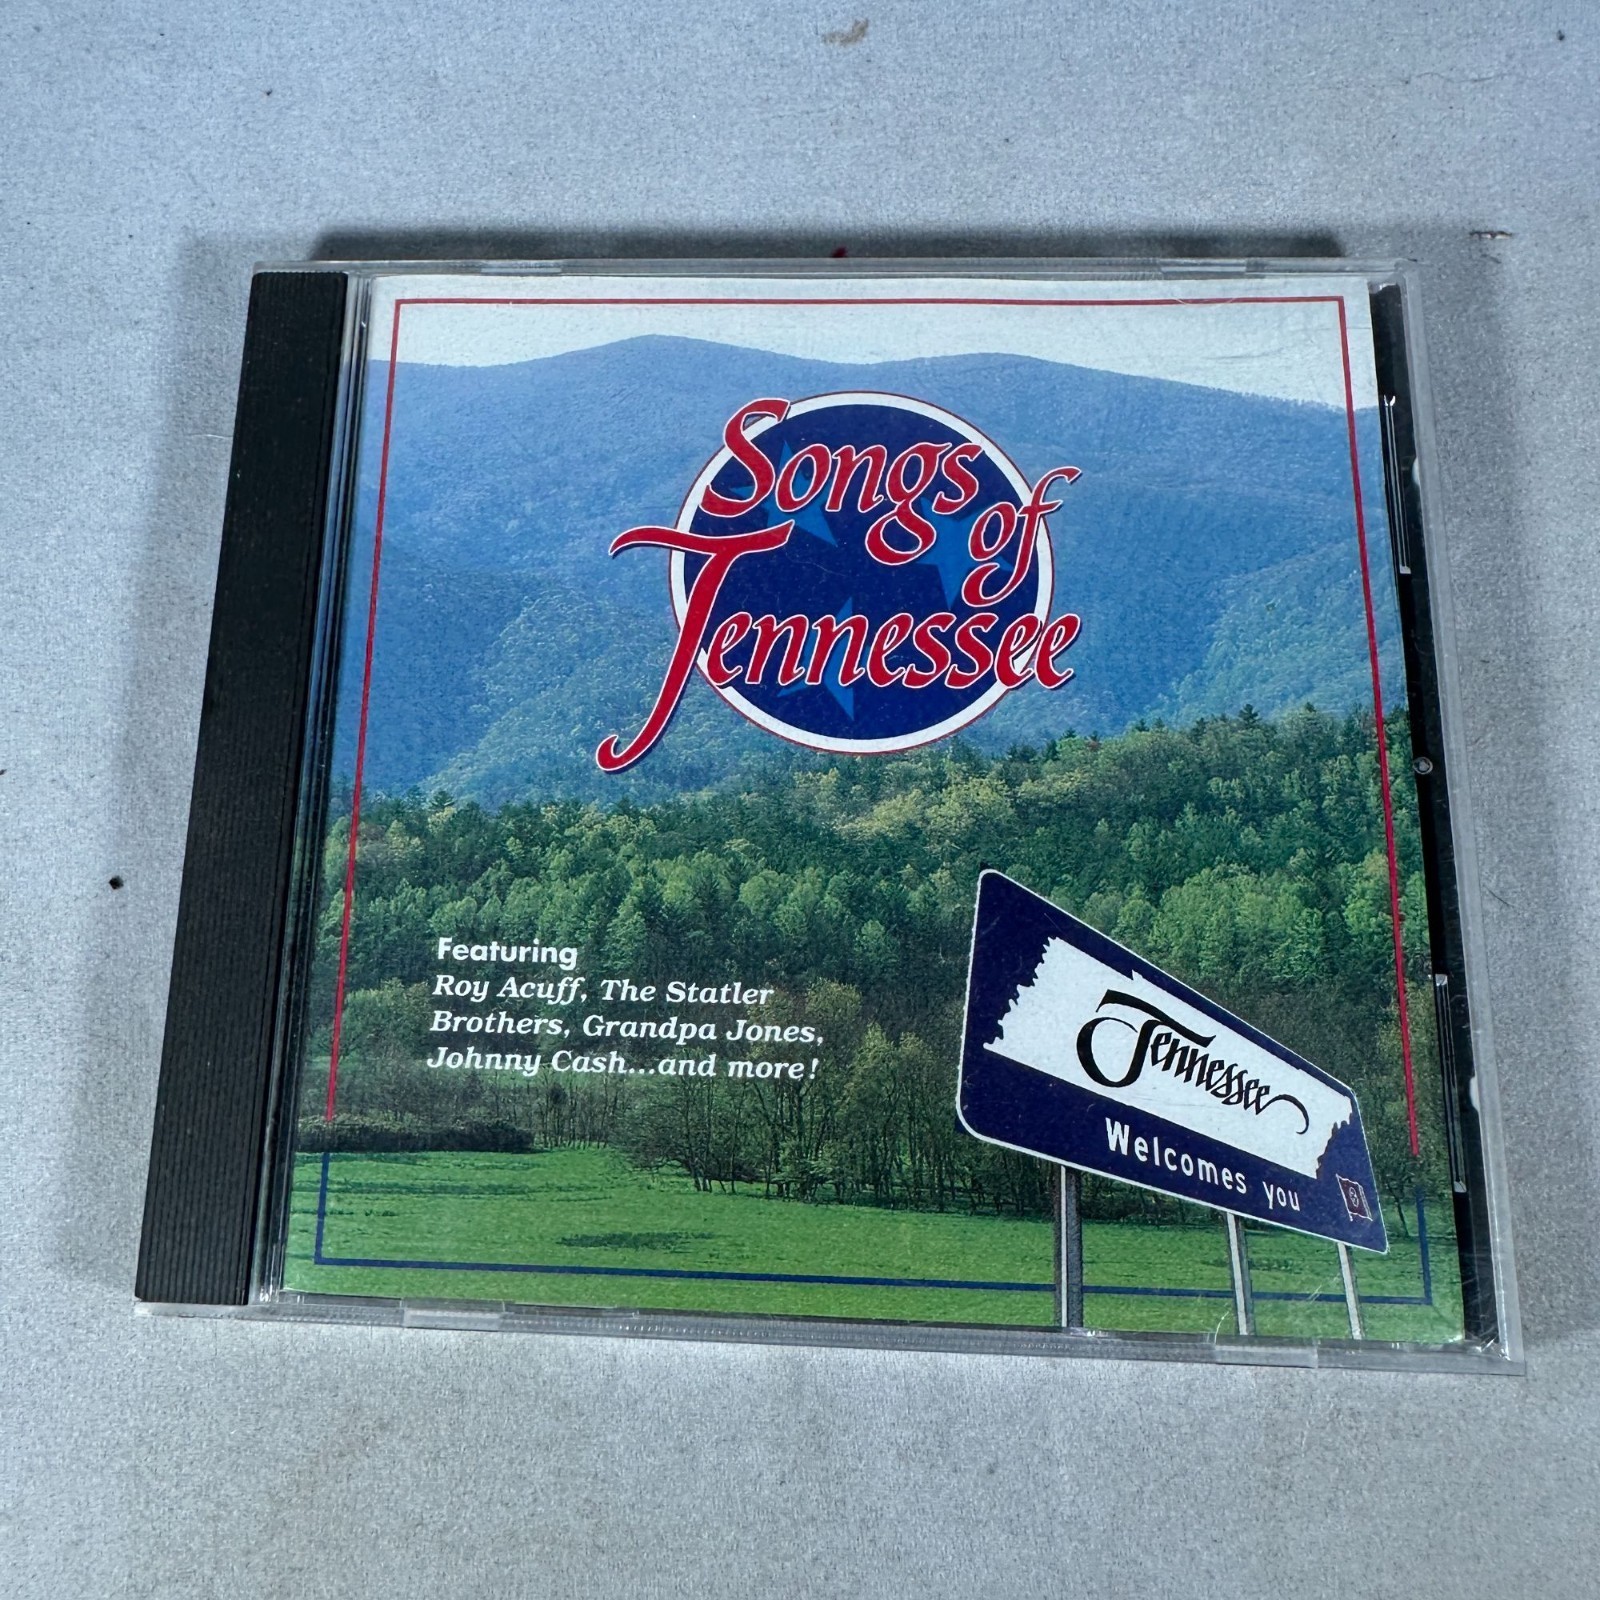 Songs of
Tennessee
Featuring
Roy Acuff, The Statler
Brothers, Grandpa Jones,
Johnny Cash...and more!
Tennessee
Welcomes you